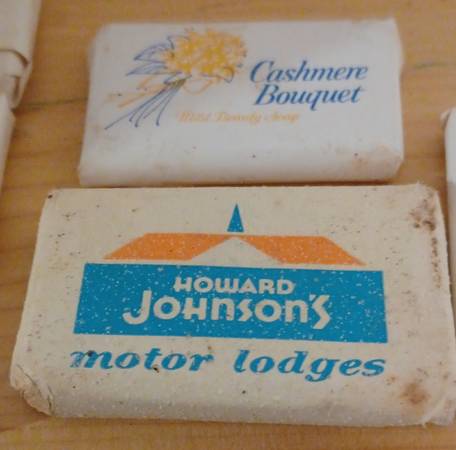 Cashmere
Bouquet
Mild Beauty Soap
HOWARD
JOHNSON'S
motor lodges